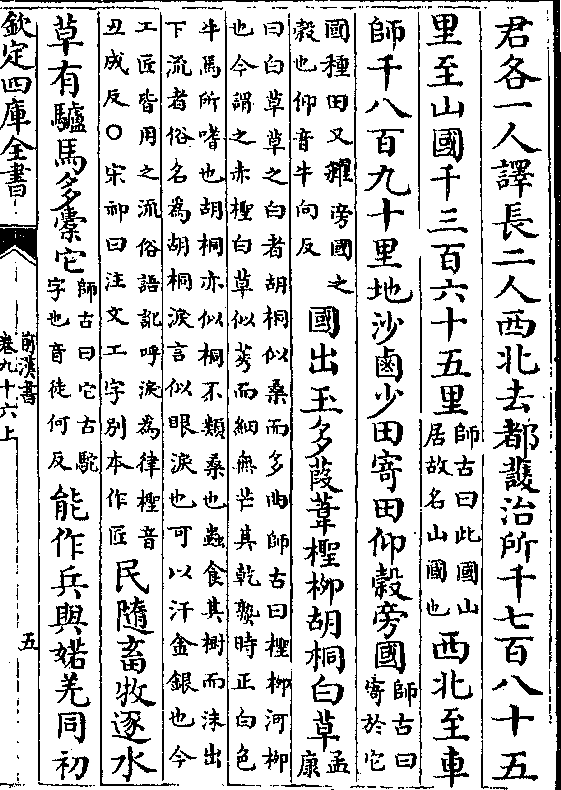 君各一人譯長二人西北去都䕶治所千七百八十五
里至山國千三百六十五里
師古曰此國山
居故名山國也
西北至車
師千八百九十里地沙鹵少田寄田仰穀旁國
師古曰
寄於它
國種田又糴旁國之
穀也仰音牛向反
國出玉多葭葦檉栁胡桐白草
孟
康
曰白草草之白者胡桐似桑而多曲師古曰檉栁河栁
也今謂之赤檉白草似莠而細無芒其乾熟時正白色
牛馬所嗜也胡桐亦似桐不類桑也蟲食其樹而沫出
下流者俗名為胡桐淚言似眼淚也可以汗金銀也今
工匠皆用之流俗語訛呼淚為律檉音
丑成反○宋祁曰注文工字别本作匠
民隨畜牧逐水
草有驢馬多橐它
師古曰它古駝
字也音徒何反
能作兵與婼羌同初
欽定四庫全書
前漢書
卷九十六上
五